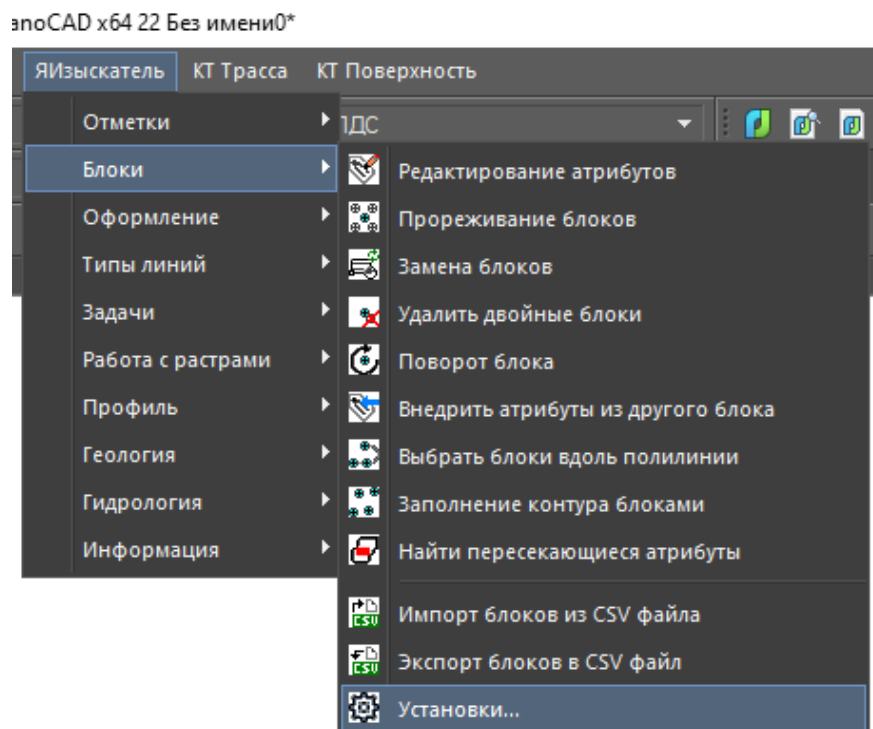 anoCAD x64 22 Без имени0*
ЯИзыскатель КТ Трасса КТ Поверхность
Отметки
ПДС
Блоки
Оформление
Типы линий
Задачи
Работа с растрами
Профиль
Геология
Гидрология
Информация
Редактирование атрибутов
Прореживание блоков
Замена блоков
Удалить двойные блоки
Поворот блока
Внедрить атрибуты из другого блока
Выбрать блоки вдоль полилинии
Заполнение контура блоками
Найти пересекающиеся атрибуты
CSV Импорт блоков из CSV файла
CSV Экспорт блоков в CSV файл
Установки...